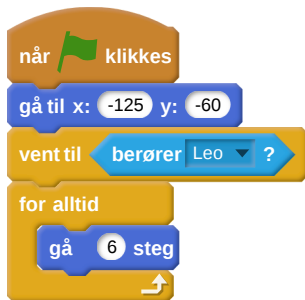 når klikkes
gå til x: -125 y: -60
vent til berører Leo ?
for alltid
gå 6 steg